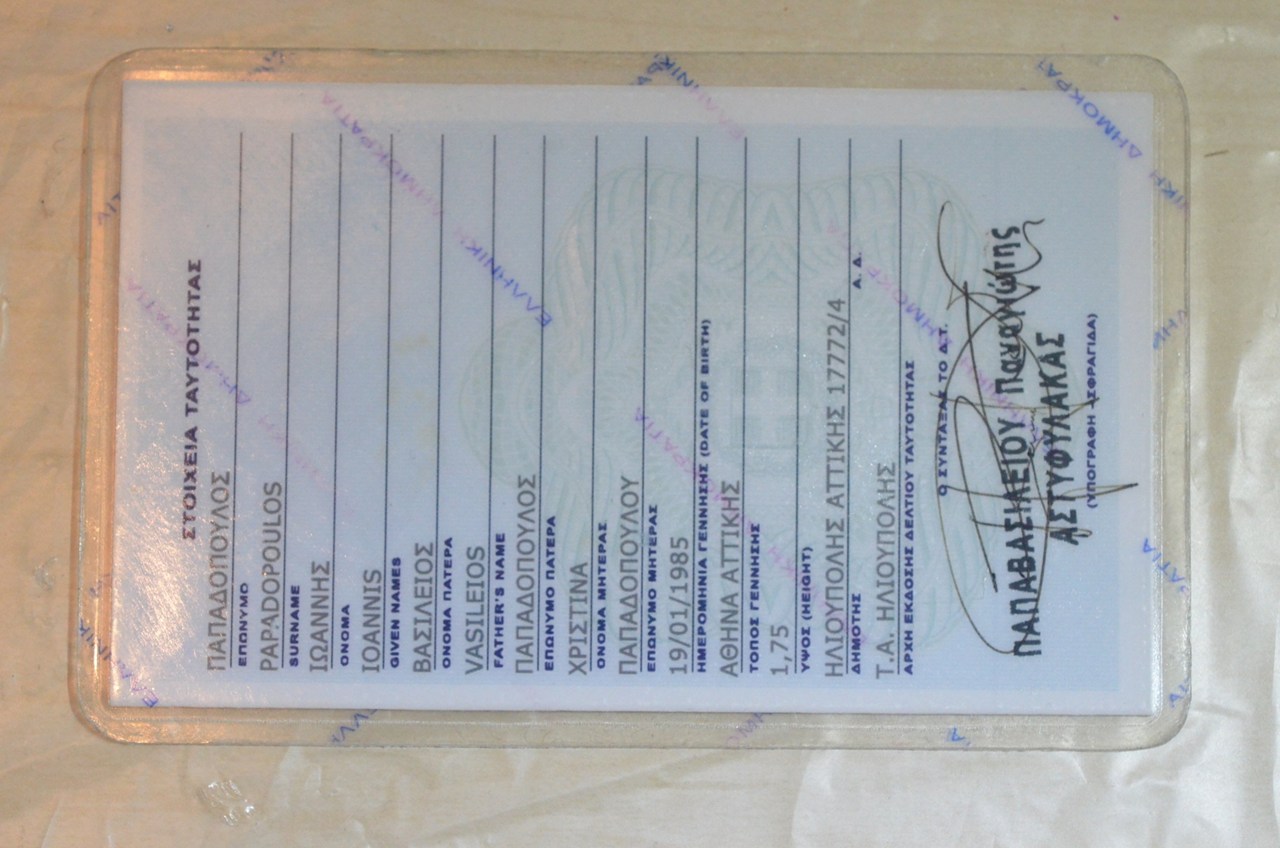 ΣΤΟΙΧΕΙΑ ΤΑΥΤΟΤΗΤΑΣ
ΠΑΠΑΔΟΠΟΥΛΟΣ
ΕΠΩΝΥΜΟ
PAPADOPOULOS
SURNAME
ΙΩΑΝΝΗΣ
ΟΝΟΜΑ
IOANNIS
GIVEN NAMES
ΒΑΣΙΛΕΙΟΣ
ΟΝΟΜΑ ΠΑΤΕΡΑ
VASILEIOS
FATHER'S NAME
ΠΑΠΑΔΟΠΟΥΛΟΣ
ΕΠΩΝΥΜΟ ΠΑΤΕΡΑ
ΧΡΙΣΤΙΝΑ
ΟΝΟΜΑ ΜΗΤΕΡΑΣ
ΠΑΠΑΔΟΠΟΥΛΟΥ
ΕΠΩΝΥΜΟ ΜΗΤΕΡΑΣ
19/01/1985
ΗΜΕΡΟΜΗΝΙΑ ΓΕΝΝΗΣΗΣ (DATE OF BIRTH)
ΑΘΗΝΑ ΑΤΤΙΚΗΣ
ΤΟΠΟΣ ΓΕΝΝΗΣΗΣ
1,75
ΥΨΟΣ (HEIGHT)
ΗΛΙΟΥΠΟΛΗΣ ΑΤΤΙΚΗΣ 17772/4
ΔΗΜΟΤΗΣ Α. Δ.
Τ.Α. ΗΛΙΟΥΠΟΛΗΣ
ΑΡΧΗ ΕΚΔΟΣΗΣ ΔΕΛΤΙΟΥ ΤΑΥΤΟΤΗΤΑΣ
Ο ΣΥΝΤΑΞΑΣ ΤΟ Δ.Τ.
ΠΑΠΑΒΑΣΙΛΕΙΟΥ Παναγιώτης
ΑΣΤΥΦΥΛΑΚΑΣ
(ΥΠΟΓΡΑΦΗ -ΣΦΡΑΓΙΔΑ)
ΕΛΛΗΝΙΚΗ ΔΗΜΟΚΡΑΤΙΑ